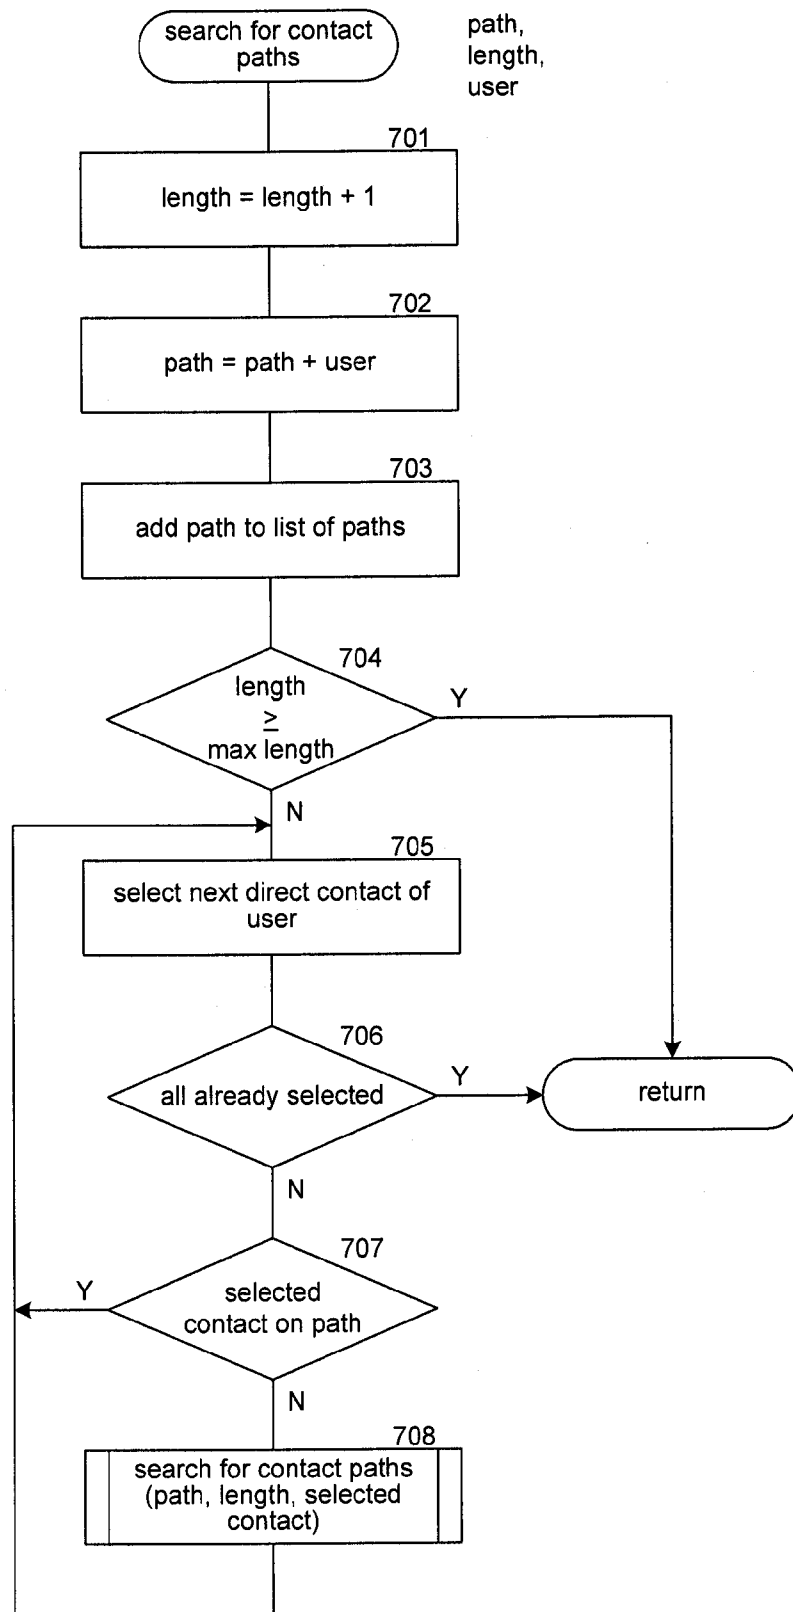 search for contact
paths
path,
length,
user
701
length = length + 1
702
path = path + user
703
add path to list of paths
704
length
≥
max length
Y
N
705
select next direct contact of
user
706
all already selected
Y
return
N
707
Y
selected
contact on path
N
708
search for contact paths
(path, length, selected
contact)